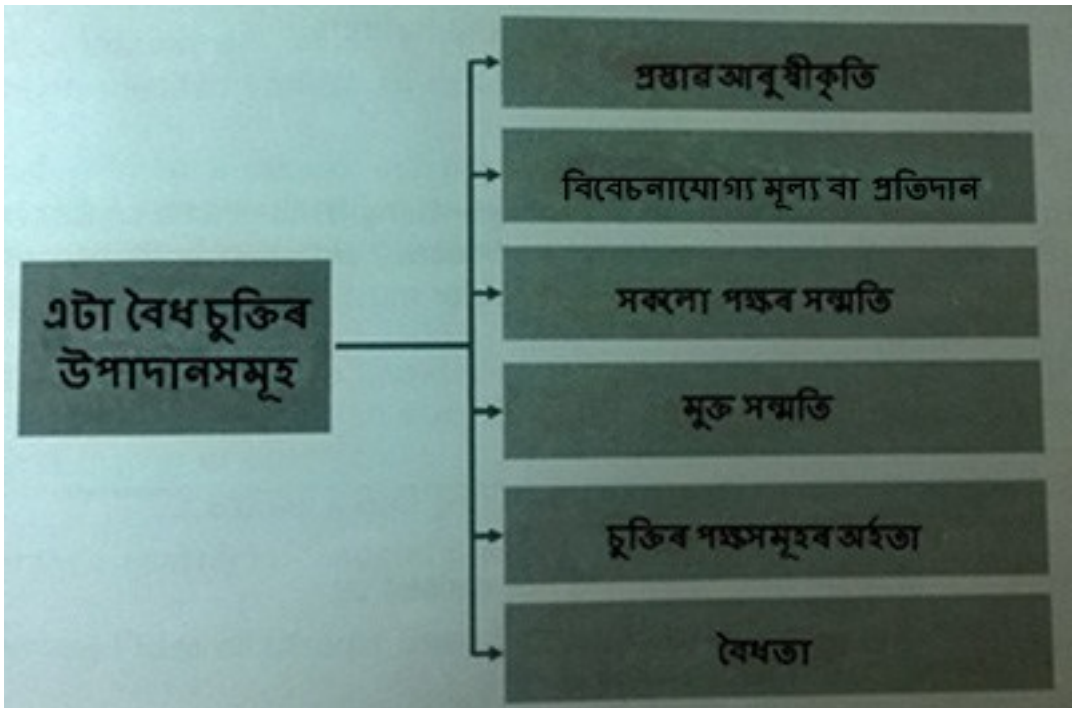 এটা বৈধ চুক্তিৰ
উপাদানসমূহ
প্ৰস্তাৱ আৰু স্বীকৃতি
বিবেচনাযোগ্য মূল্য বা প্ৰতিদান
সকলো পক্ষৰ সন্মতি
মুক্ত সন্মতি
চুক্তিৰ পক্ষসমূহৰ অৰ্হতা
বৈধতা